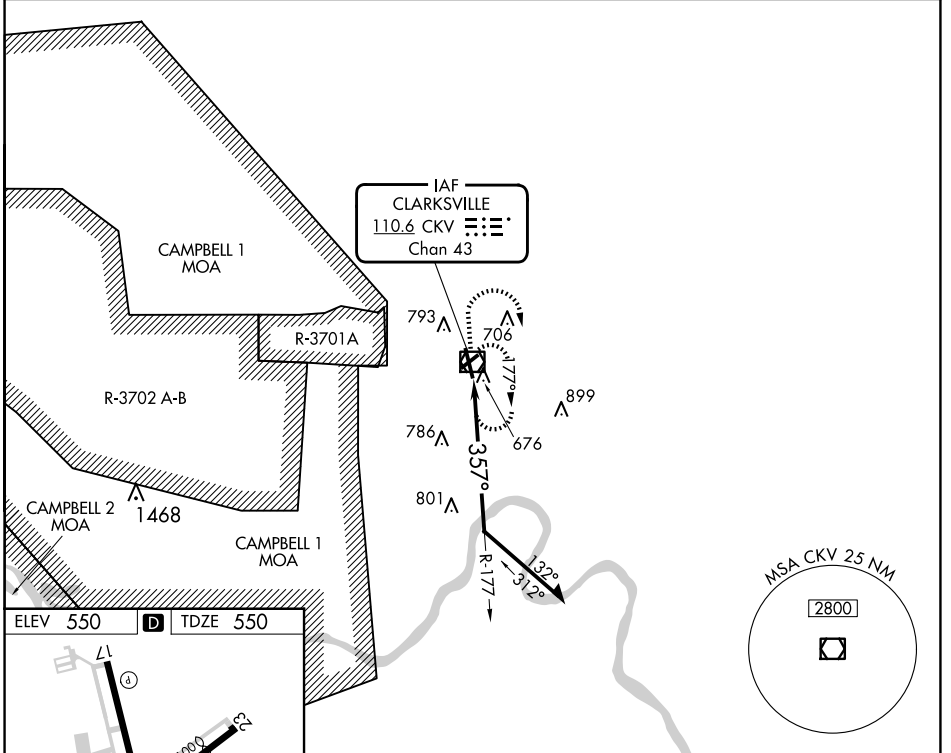 IAF
CLARKSVILLE
110.6 CKV
Chan 43
CAMPBELL 1
MOA
R-3701A
793
706
177°
R-3702 A-B
899
786
676
357°
801
1468
CAMPBELL 2
MOA
CAMPBELL 1
MOA
R-177
132°
312°
MSA CKV 25 NM
2800
ELEV 550
D
TDZE 550
17
P
23